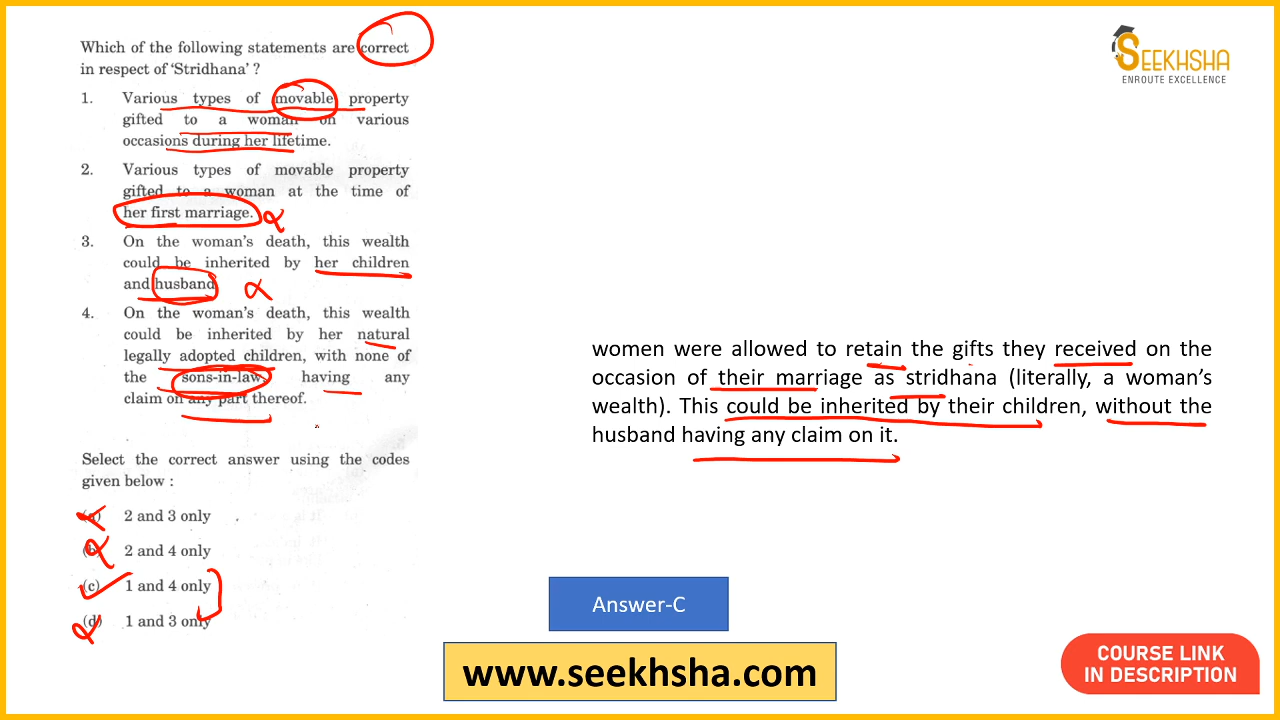 Which of the following statements are correct
in respect of 'Stridhana' ?
1. Various types of movable property
gifted to a woman on various
occasions during her lifetime.
2. Various types of movable property
gifted to a woman at the time of
her first marriage.
3. On the woman's death, this wealth
could be inherited by her children
and husband
4. On the woman's death, this wealth
could be inherited by her natural
legally adopted children, with none of
the sons-in-law having any
claim on any part thereof.
Select the correct answer using the codes
given below :
(a) 2 and 3 only
(b) 2 and 4 only
(c) 1 and 4 only
(d) 1 and 3 only
SEEKHSHA
ENROUTE EXCELLENCE
women were allowed to retain the gifts they received on the
occasion of their marriage as stridhana (literally, a woman's
wealth). This could be inherited by their children, without the
husband having any claim on it.
Answer-C
www.seekhsha.com
COURSE LINK
IN DESCRIPTION